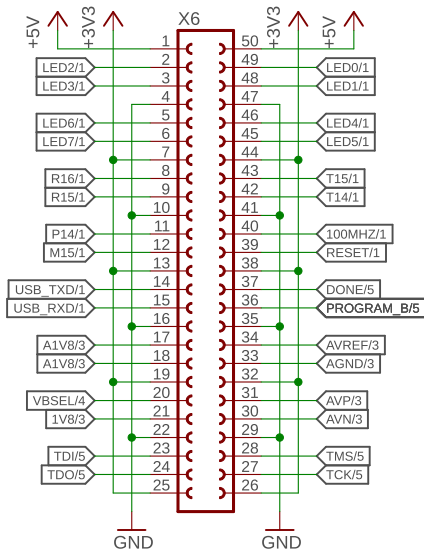 +5V +3V3 X6 +3V3 +5V
1 50
LED2/1 2 49 LED0/1
LED3/1 3 48 LED1/1
4 47
LED6/1 5 46 LED4/1
LED7/1 6 45 LED5/1
7 44
R16/1 8 43 T15/1
R15/1 9 42 T14/1
10 41
P14/1 11 40 100MHZ/1
M15/1 12 39 RESET/1
13 38
USB_TXD/1 14 37 DONE/5
USB_RXD/1 15 36 PROGRAM_B/5
16 35
A1V8/3 17 34 AVREF/3
A1V8/3 18 33 AGND/3
19 32
VBSEL/4 20 31 AVP/3
1V8/3 21 30 AVN/3
22 29
TDI/5 23 28 TMS/5
TDO/5 24 27 TCK/5
25 26
GND GND